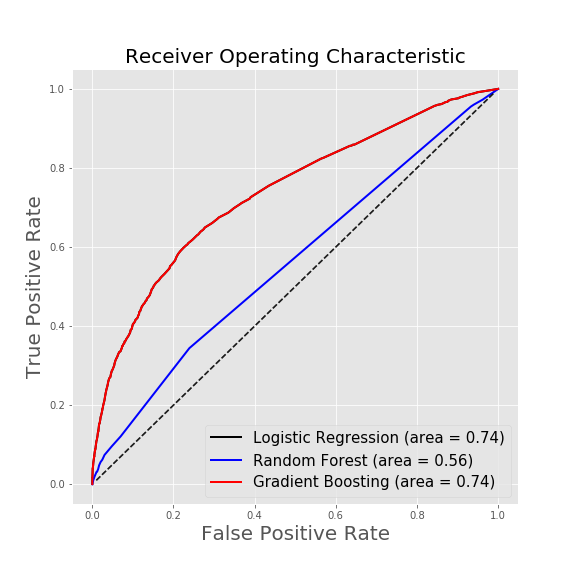 Receiver Operating Characteristic
True Positive Rate
1.0
0.8
0.6
0.4
0.2
0.0
Logistic Regression (area = 0.74)
Random Forest (area = 0.56)
Gradient Boosting (area = 0.74)
0.0 0.2 0.4 0.6 0.8 1.0
False Positive Rate